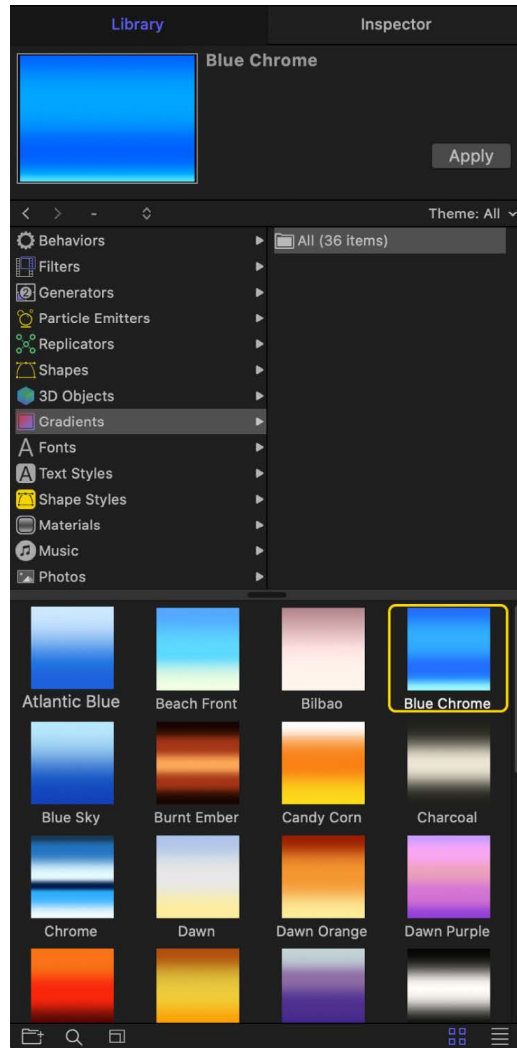 Library Inspector
Blue Chrome
Apply
Theme: All
Behaviors
All (36 items)
Filters
Generators
Particle Emitters
Replicators
Shapes
3D Objects
Gradients
Fonts
Text Styles
Shape Styles
Materials
Music
Photos
Atlantic Blue Beach Front Bilbao Blue Chrome
Blue Sky Burnt Ember Candy Corn Charcoal
Chrome Dawn Dawn Orange Dawn Purple